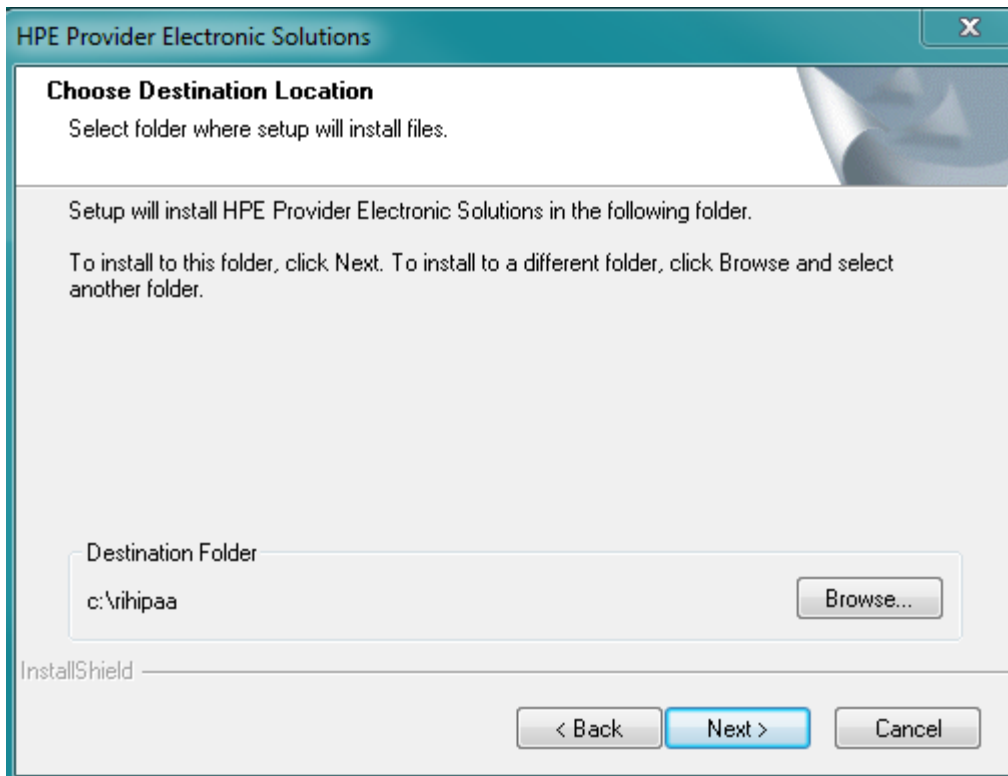 HPE Provider Electronic Solutions
Choose Destination Location
Select folder where setup will install files.
Setup will install HPE Provider Electronic Solutions in the following folder.
To install to this folder, click Next. To install to a different folder, click Browse and select
another folder.
Destination Folder
c:\rihipaa
Browse...
InstallShield
< Back
Next >
Cancel